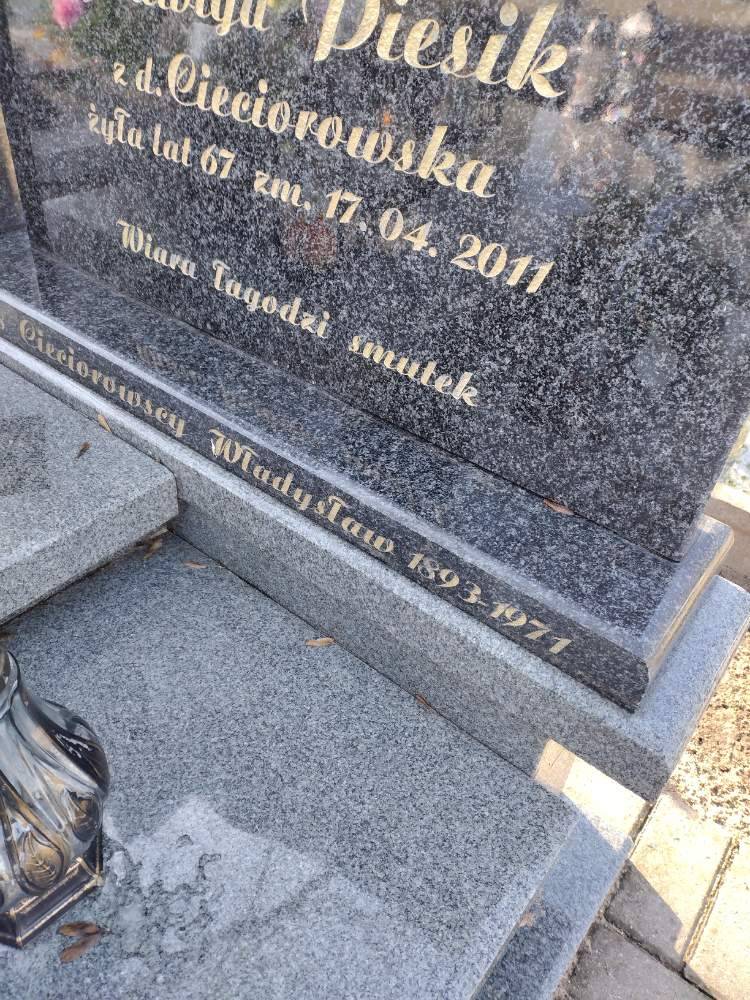 Piesik
z d. Cieciorowska
żyła lat 67 zm. 17. 04. 2011
Wiara łagodzi smutek
Cieciorowscy Władysław 1893-1971